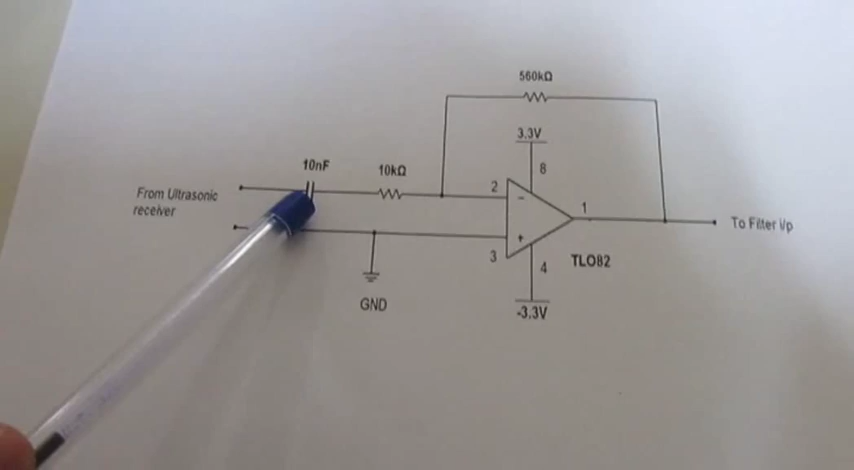 560kΩ
3.3V
8
10nF
10kΩ
2
From Ultrasonic
receiver
1
To Filter i/p
3
4
TL082
GND
-3.3V